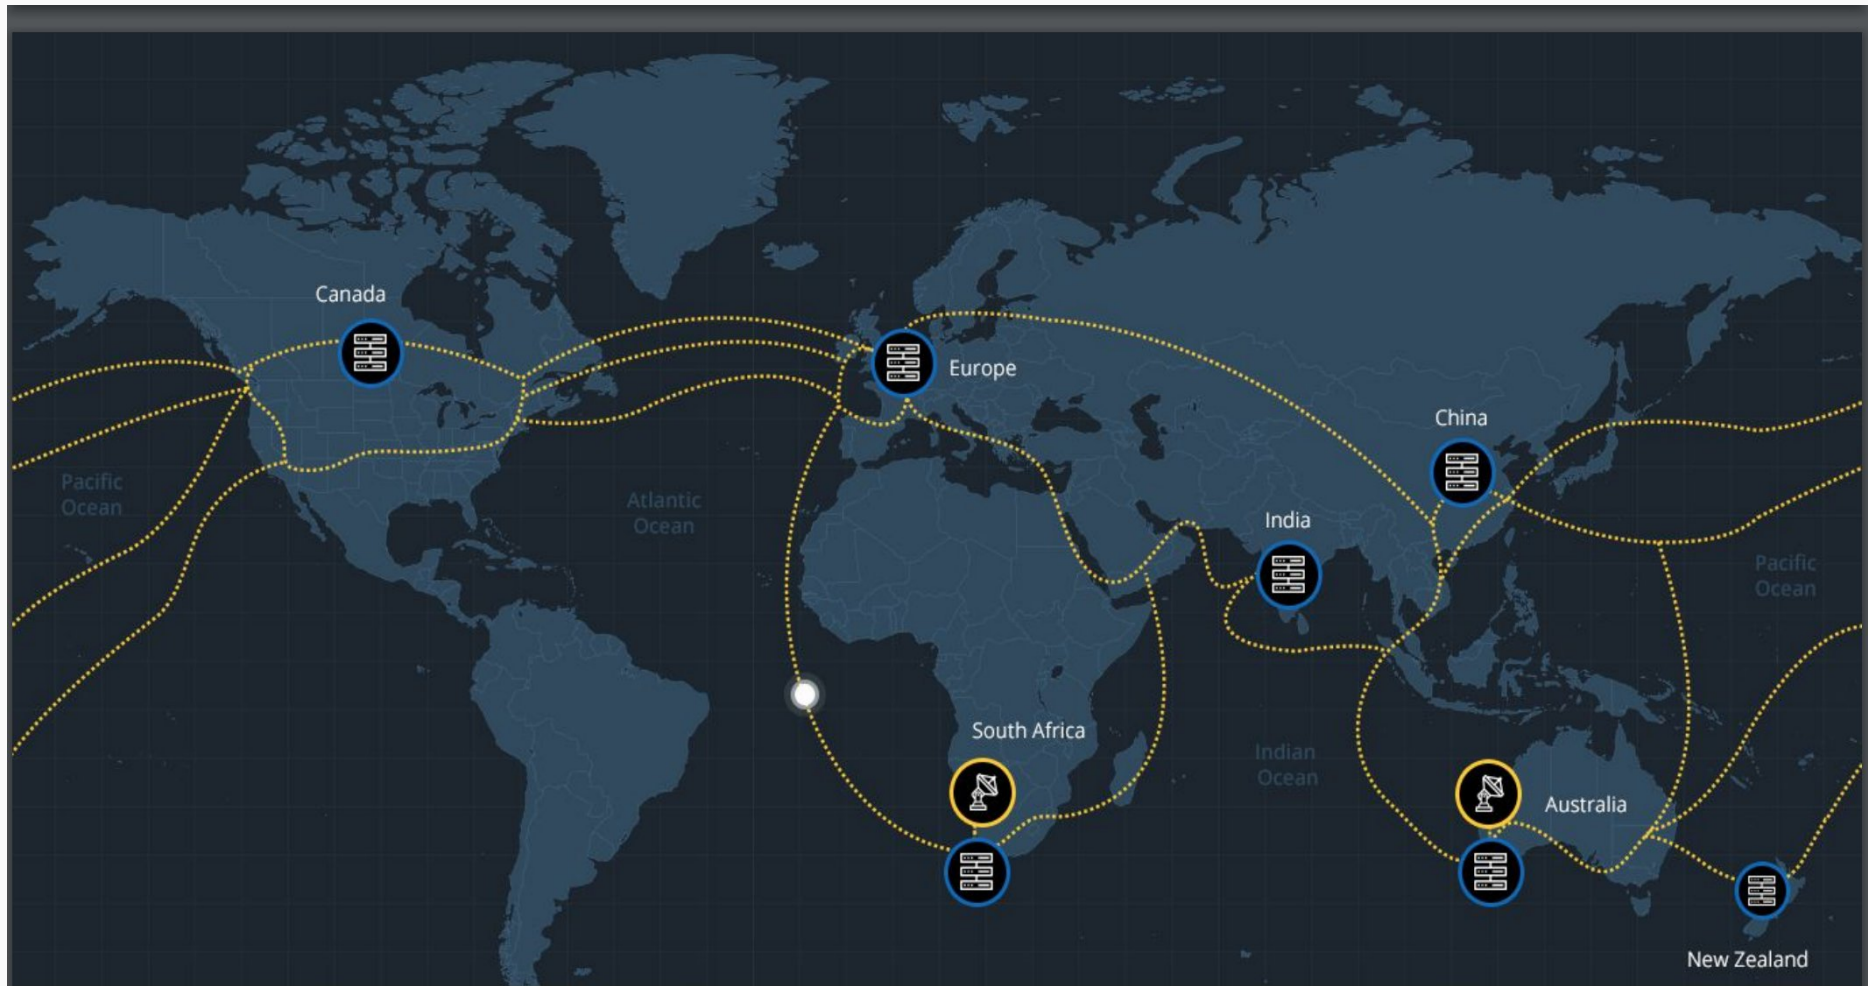 Canada
Europe
China
Pacific
Ocean
Atlantic
Ocean
India
Pacific
Ocean
South Africa
Indian
Ocean
Australia
New Zealand